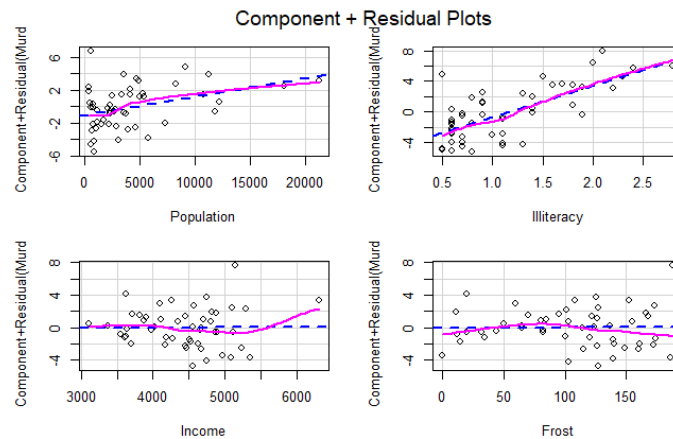 Component + Residual Plots
Component+Residual(Murd
6
2
-2
-6
0 5000 10000 15000 20000
Population
Component+Residual(Murd
8
4
0
-4
0.5 1.0 1.5 2.0 2.5
Illiteracy
Component+Residual(Murd
8
4
0
-4
3000 4000 5000 6000
Income
Component+Residual(Murd
8
4
0
-4
0 50 100 150
Frost